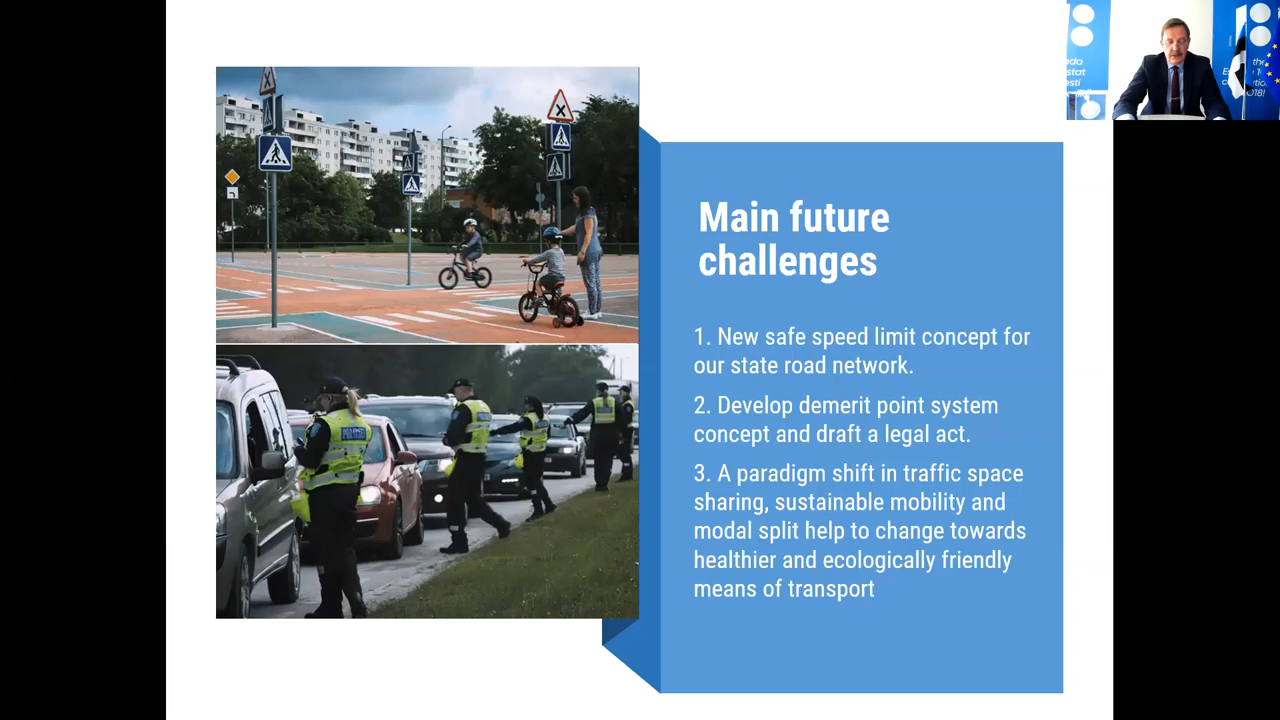 Main future
challenges
1. New safe speed limit concept for
our state road network.
2. Develop demerit point system
concept and draft a legal act.
3. A paradigm shift in traffic space
sharing, sustainable mobility and
modal split help to change towards
healthier and ecologically friendly
means of transport
POLITSEI